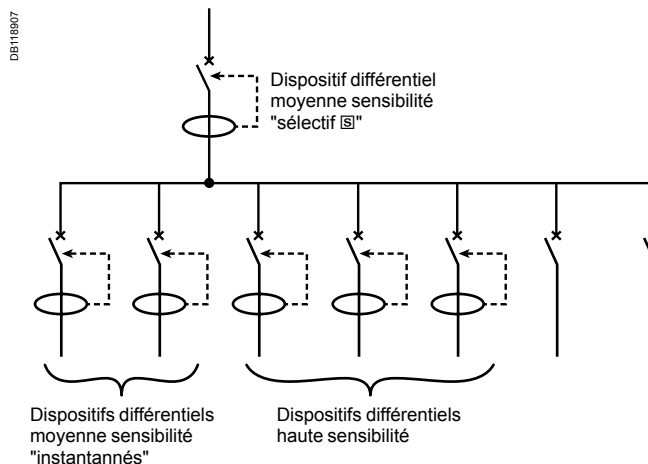 DB118907
Dispositif différentiel
moyenne sensibilité
"sélectif 🅂"
Dispositifs différentiels
moyenne sensibilité
"instantannés"
Dispositifs différentiels
haute sensibilité